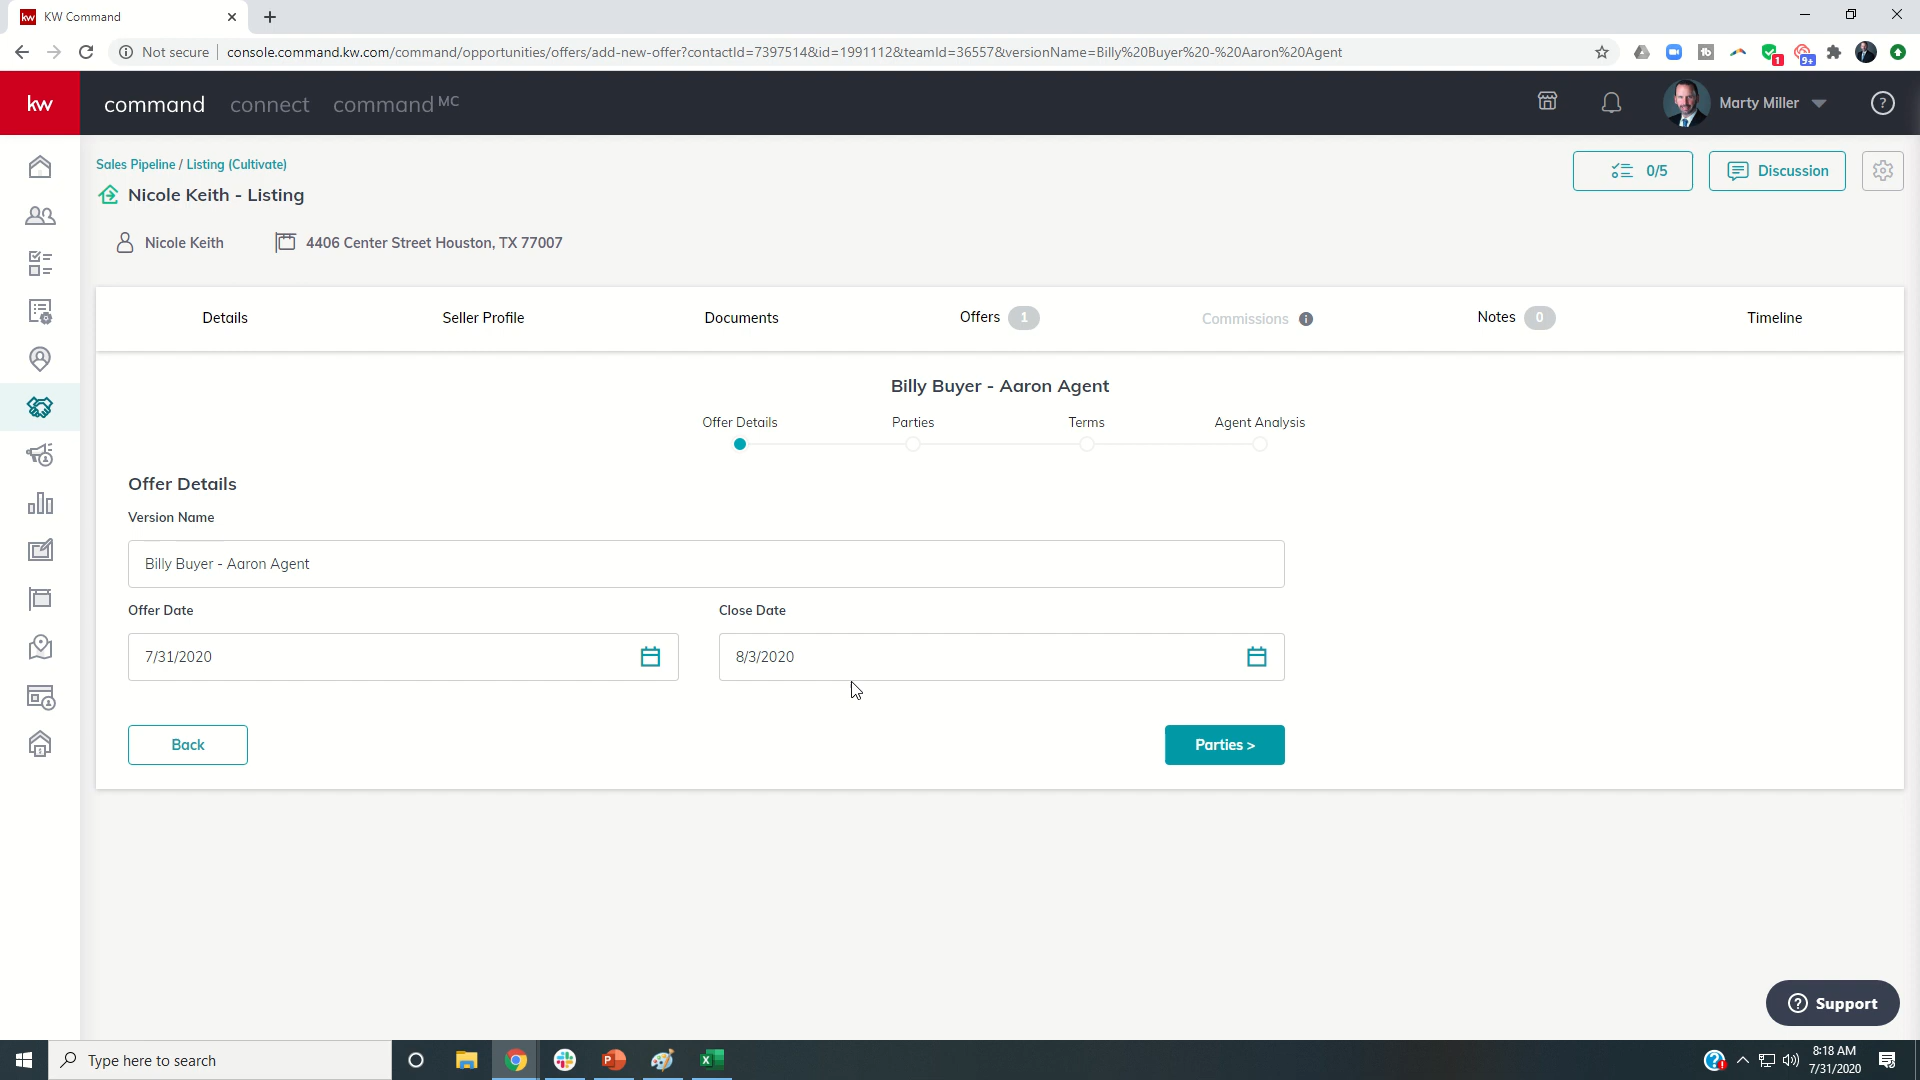 KW Command
Not secure
console.command.kw.com/command/opportunities/offers/add-new-offer?contactId=7397514&id=1991112&teamId=36557&versionName=Billy%20Buyer%20-%20Aaron%20Agent
1
9+
kw
command
connect
command MC
Marty Miller
Sales Pipeline / Listing (Cultivate)
0/5
Discussion
Nicole Keith - Listing
Nicole Keith
4406 Center Street Houston, TX 77007
Details
Seller Profile
Documents
Offers 1
Commissions
Notes 0
Timeline
Billy Buyer - Aaron Agent
Offer Details
Parties
Terms
Agent Analysis
Offer Details
Version Name
Billy Buyer - Aaron Agent
Offer Date
Close Date
7/31/2020
8/3/2020
Back
Parties >
Support
Type here to search
8:18 AM
7/31/2020